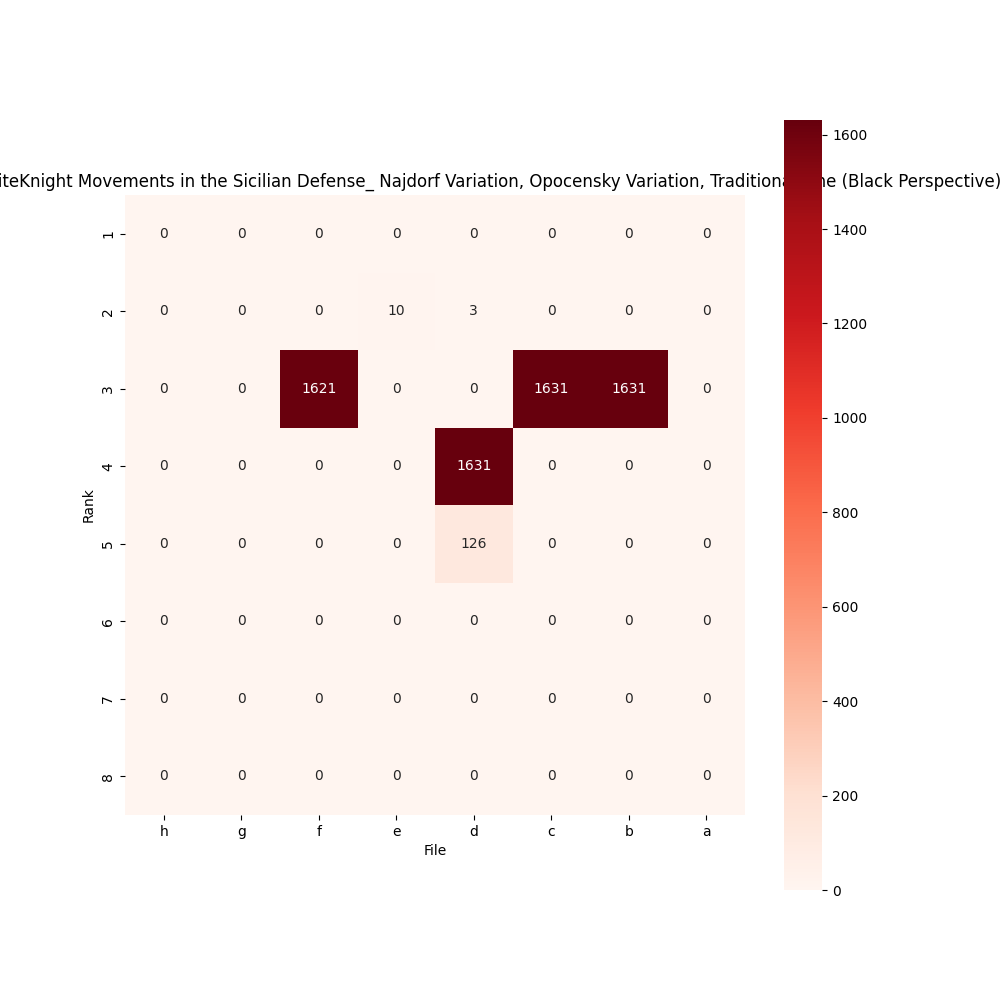 iteKnight Movements in the Sicilian Defense_ Najdorf Variation, Opocensky Variation, Traditiona ne (Black Perspective)
1 0 0 0 0 0 0 0 0
2 0 0 0 10 3 0 0 0
3 0 0 1621 0 0 1631 1631 0
4 0 0 0 0 1631 0 0 0
5 0 0 0 0 126 0 0 0
6 0 0 0 0 0 0 0 0
7 0 0 0 0 0 0 0 0
8 0 0 0 0 0 0 0 0
Rank
h g f e d c b a
File
1600
1400
1200
1000
800
600
400
200
0